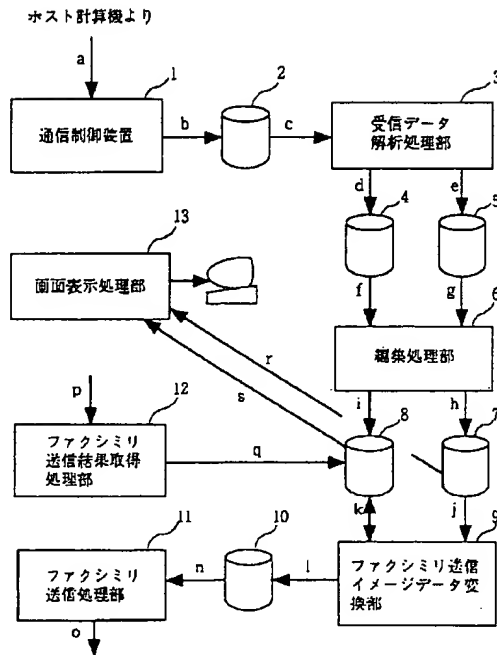 ホスト計算機より
a
1
通信制御装置
b
2
c
3
受信データ
解析処理部
d
e
4
5
13
画面表示処理部
f
g
6
編集処理部
r
s
i
h
p
12
8
7
ファクシミリ
送信結果取得
処理部
q
k
j
11
10
9
ファクシミリ
送信処理部
n
l
ファクシミリ送信
イメージデータ変
換部
o